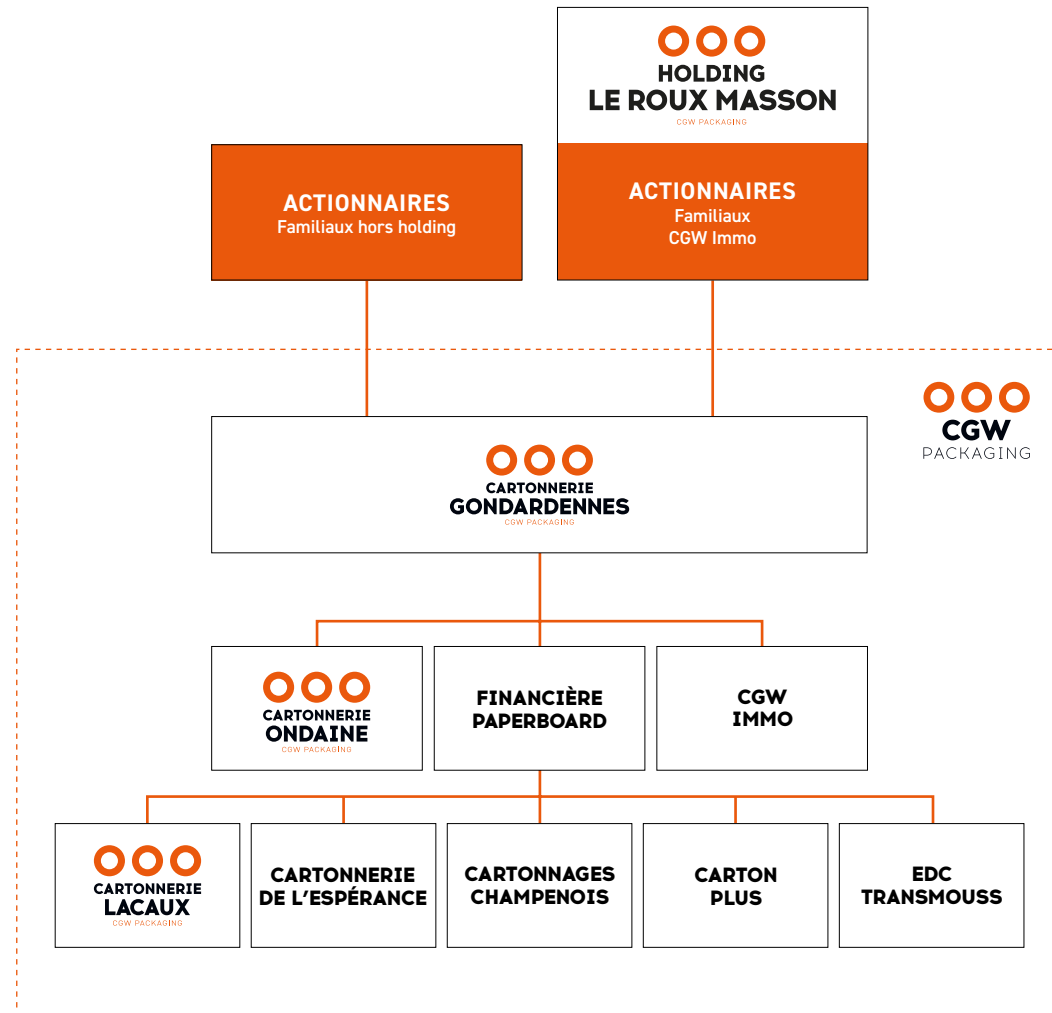 HOLDING
LE ROUX MASSON
CGW PACKAGING
ACTIONNAIRES
Familiaux hors holding
ACTIONNAIRES
Familiaux
CGW Immo
CGW
PACKAGING
CARTONNERIE
GONDARDENNES
CGW PACKAGING
CARTONNERIE
ONDAINE
CGW PACKAGING
FINANCIÈRE
PAPERBOARD
CGW
IMMO
CARTONNERIE
LACAUX
CGW PACKAGING
CARTONNERIE
DE L'ESPÉRANCE
CARTONNAGES
CHAMPENOIS
CARTON
PLUS
EDC
TRANSMOUSS